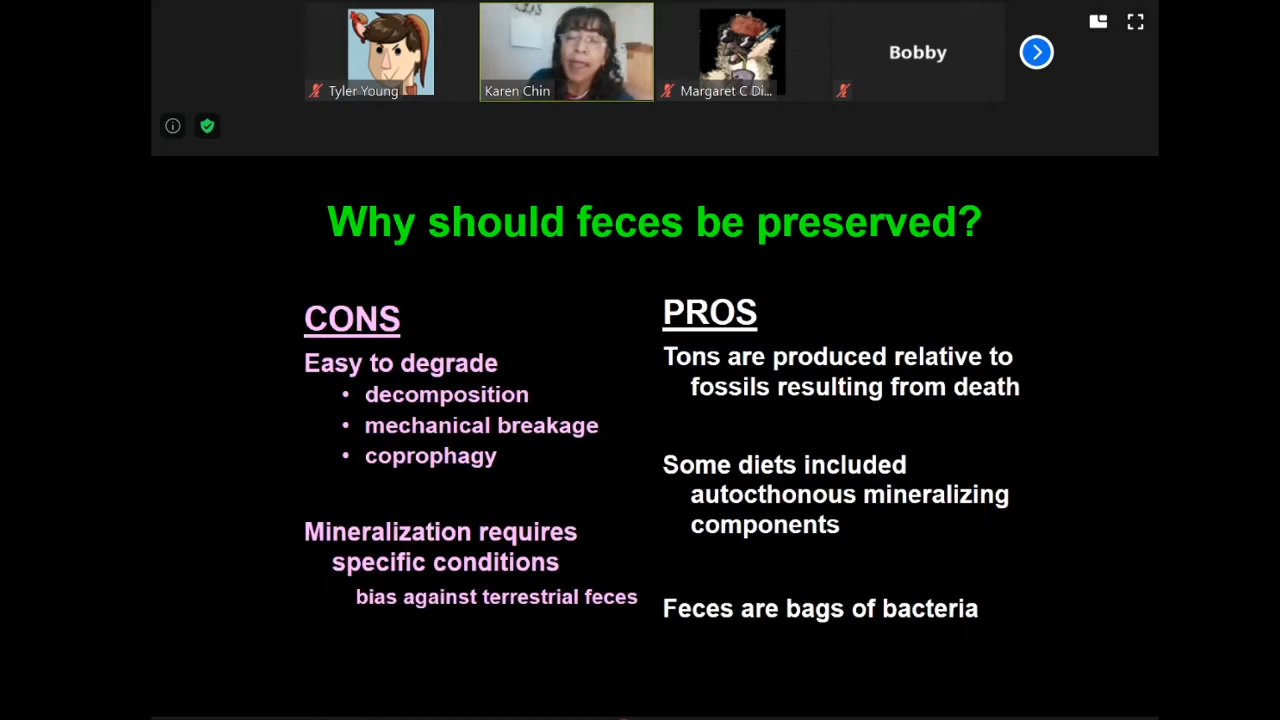 Tyler Young
Karen Chin
Margaret C Di...
Bobby
Why should feces be preserved?
CONS
Easy to degrade
• decomposition
• mechanical breakage
• coprophagy
Mineralization requires
specific conditions
bias against terrestrial feces
PROS
Tons are produced relative to
fossils resulting from death
Some diets included
autocthonous mineralizing
components
Feces are bags of bacteria